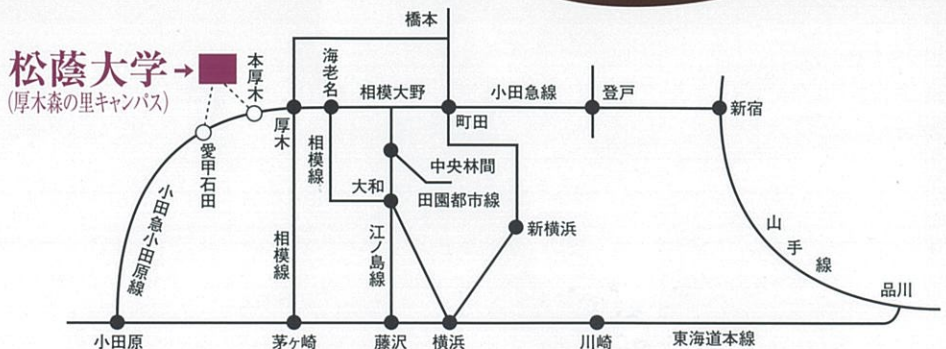 橋本
松蔭大学→
(厚木森の里キャンパス)
本厚木
海老名
相模大野
小田急線
登戸
新宿
厚木
町田
愛甲石田
相模線
中央林間
大和
田園都市線
小田急小田原線
相模線
江ノ島線
新横浜
山手線
品川
小田原
茅ヶ崎
藤沢
横浜
川崎
東海道本線